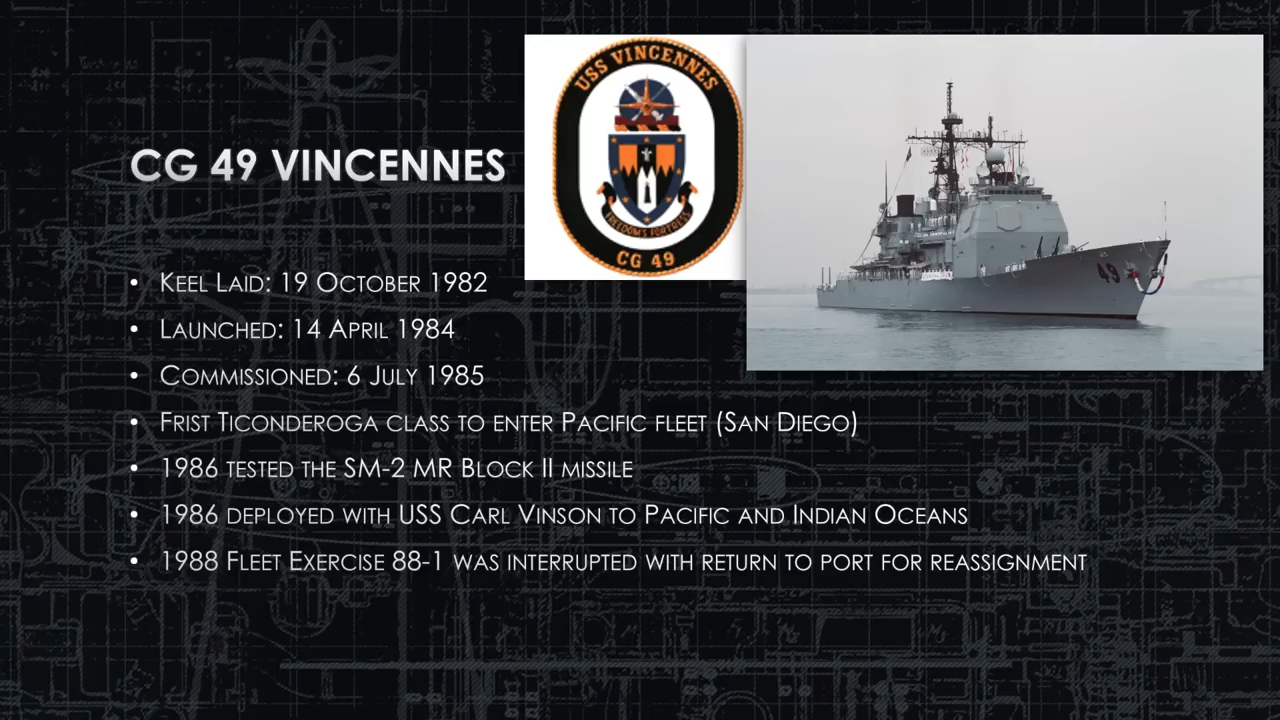 CG 49 VINCENNES
USS VINCENNES
FREEDOM'S FORTRESS
CG 49
49
• KEEL LAID: 19 OCTOBER 1982
• LAUNCHED: 14 APRIL 1984
• COMMISSIONED: 6 JULY 1985
• FRIST TICONDEROGA CLASS TO ENTER PACIFIC FLEET (SAN DIEGO)
• 1986 TESTED THE SM-2 MR BLOCK II MISSILE
• 1986 DEPLOYED WITH USS CARL VINSON TO PACIFIC AND INDIAN OCEANS
• 1988 FLEET EXERCISE 88-1 WAS INTERRUPTED WITH RETURN TO PORT FOR REASSIGNMENT